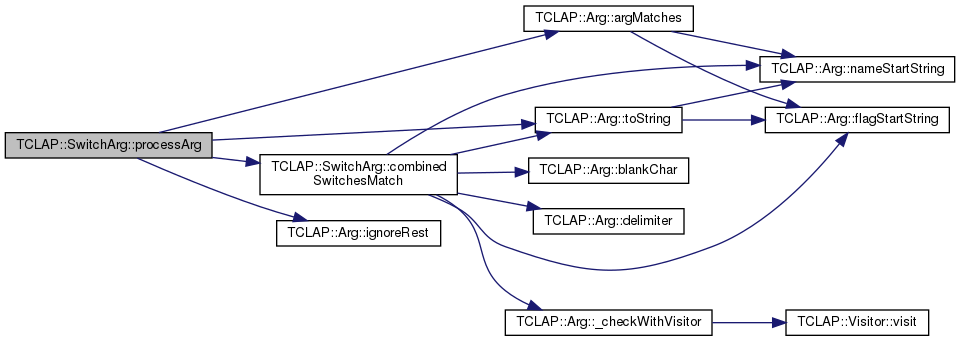 TCLAP::Arg::argMatches
TCLAP::Arg::nameStartString
TCLAP::Arg::toString
TCLAP::Arg::flagStartString
TCLAP::SwitchArg::processArg
TCLAP::SwitchArg::combined
SwitchesMatch
TCLAP::Arg::blankChar
TCLAP::Arg::delimiter
TCLAP::Arg::ignoreRest
TCLAP::Arg::_checkWithVisitor
TCLAP::Visitor::visit